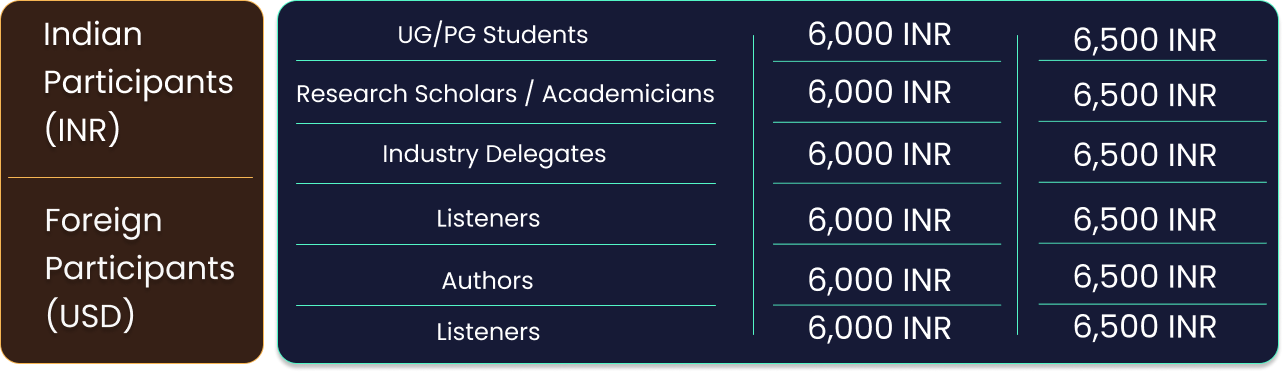 Indian
Participants
(INR)
Foreign
Participants
(USD)
UG/PG Students 6,000 INR 6,500 INR
Research Scholars / Academicians 6,000 INR 6,500 INR
Industry Delegates 6,000 INR 6,500 INR
Listeners 6,000 INR 6,500 INR
Authors 6,000 INR 6,500 INR
Listeners 6,000 INR 6,500 INR